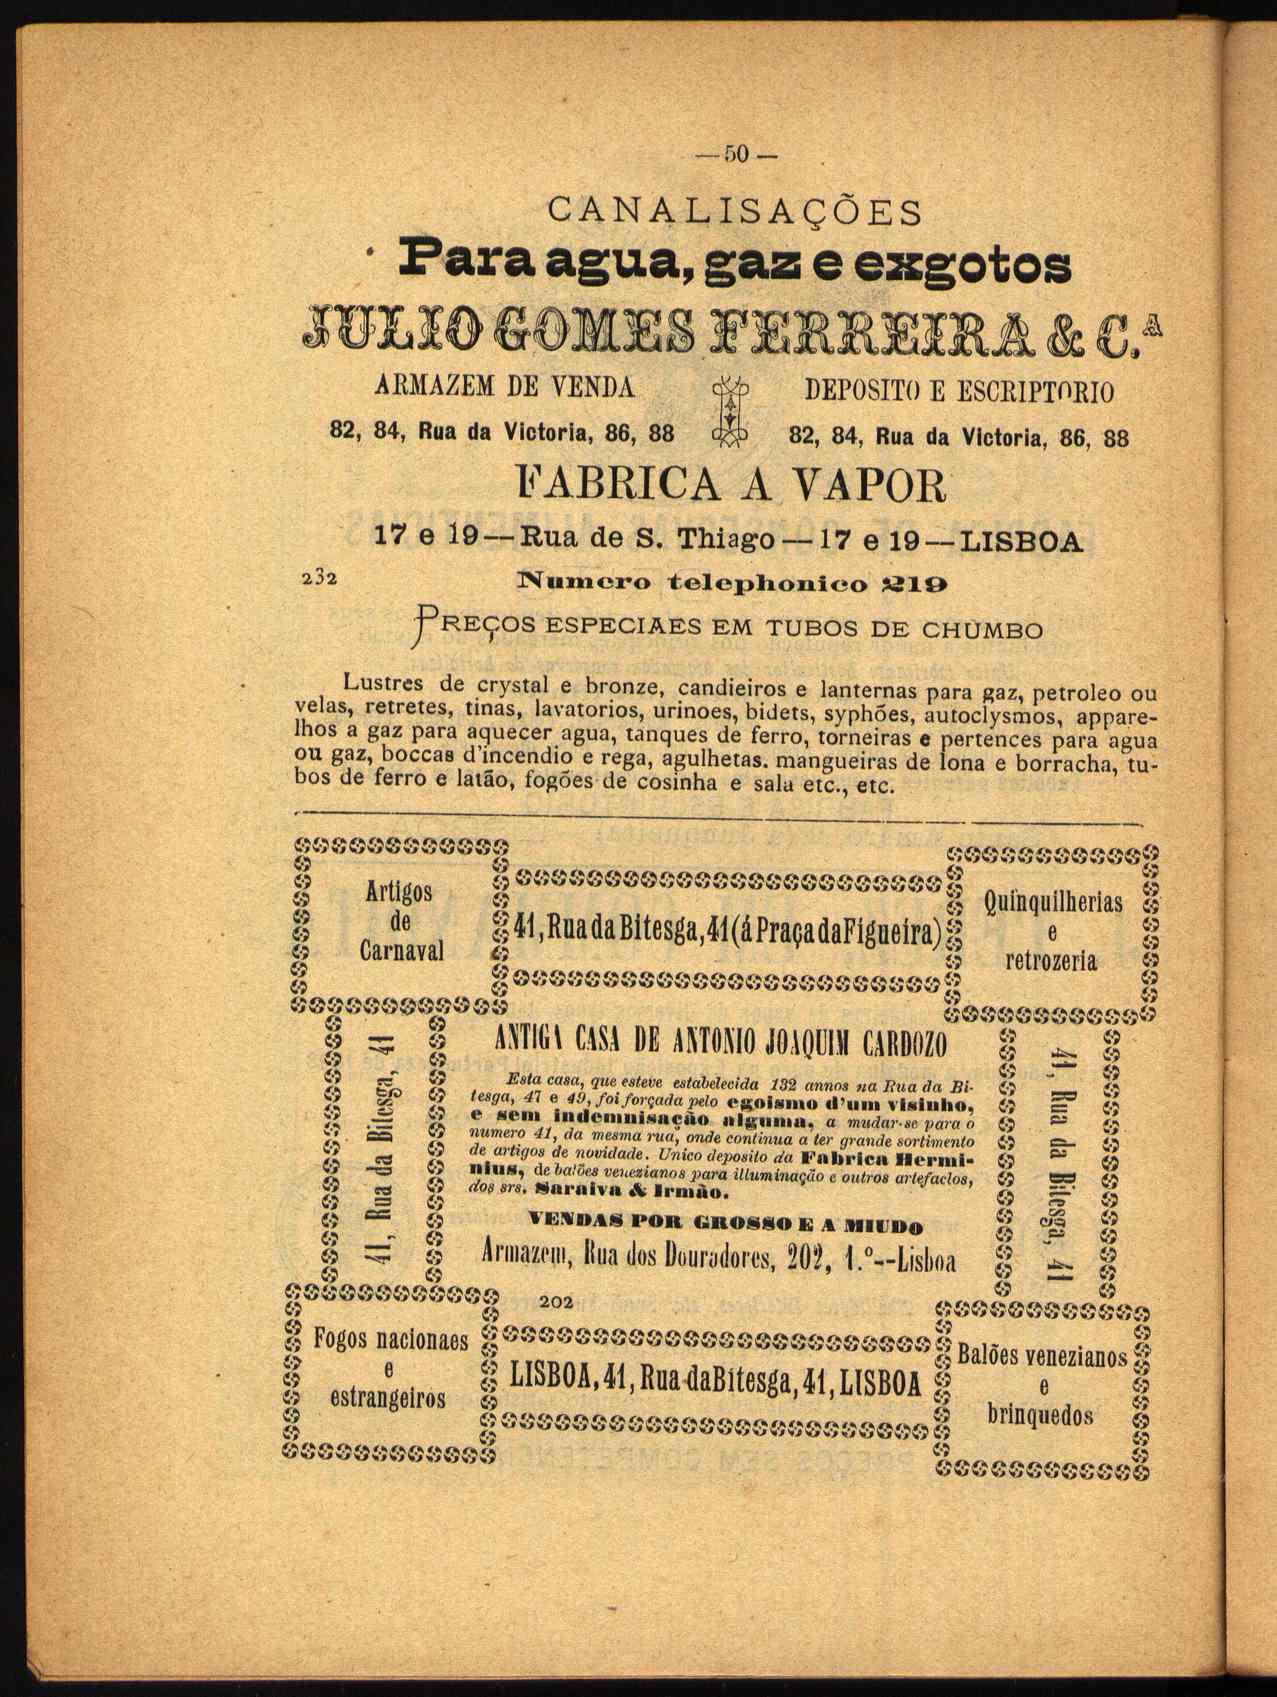 — 50 —
CANALISAÇÕES
Para agua, gaz e exgotos
JULIO GOMES FERREIRA & C.A
ARMAZEM DE VENDA
82, 84, Rua da Victoria, 86, 88
DEPOSITO E ESCRIPTORIO
82, 84, Rua da Victoria, 86, 88
FABRICA A VAPOR
17 e 19—Rua de S. Thiago—17 e 19—LISBOA
232
Numero telephonico 219
PREÇOS ESPECIAES EM TUBOS DE CHUMBO
Lustres de crystal e bronze, candieiros e lanternas para gaz, petroleo ou
velas, retretes, tinas, lavatorios, urinoes, bidets, syphões, autoclysmos, appare-
lhos a gaz para aquecer agua, tanques de ferro, torneiras e pertences para agua
ou gaz, boccas d'incendio e rega, agulhetas. mangueiras de lona e borracha, tu-
bos de ferro e latão, fogões de cosinha e sala etc., etc.
Artigos
de
Carnaval
41, Rua da Bitesga, 41 (á Praça da Figueira)
Quinquilherias
e
retrozeria
41, Rua da Bitesga, 41
ANTIGA CASA DE ANTONIO JOAQUIM CARDOZO
Esta casa, que esteve estabelecida 132 annos na Rua da Bi-
tesga, 47 e 49, foi forçada pelo egoismo d'um visinho,
e sem indemnisação alguma, a mudar-se para o
numero 41, da mesma rua, onde continua a ter grande sortimento
de artigos de novidade. Unico deposito da Fabrica Hermi-
nius, de balões venezianos para illuminação e outros artefactos,
dos srs. Saraiva & Irmão.
VENDAS POR GROSSO E A MIUDO
Armazem, Rua dos Douradores, 202, 1.º--Lisboa
41, Rua da Bitesga, 41
202
Fogos nacionaes
e
estrangeiros
LISBOA, 41, Rua da Bitesga, 41, LISBOA
Balões venezianos
e
brinquedos